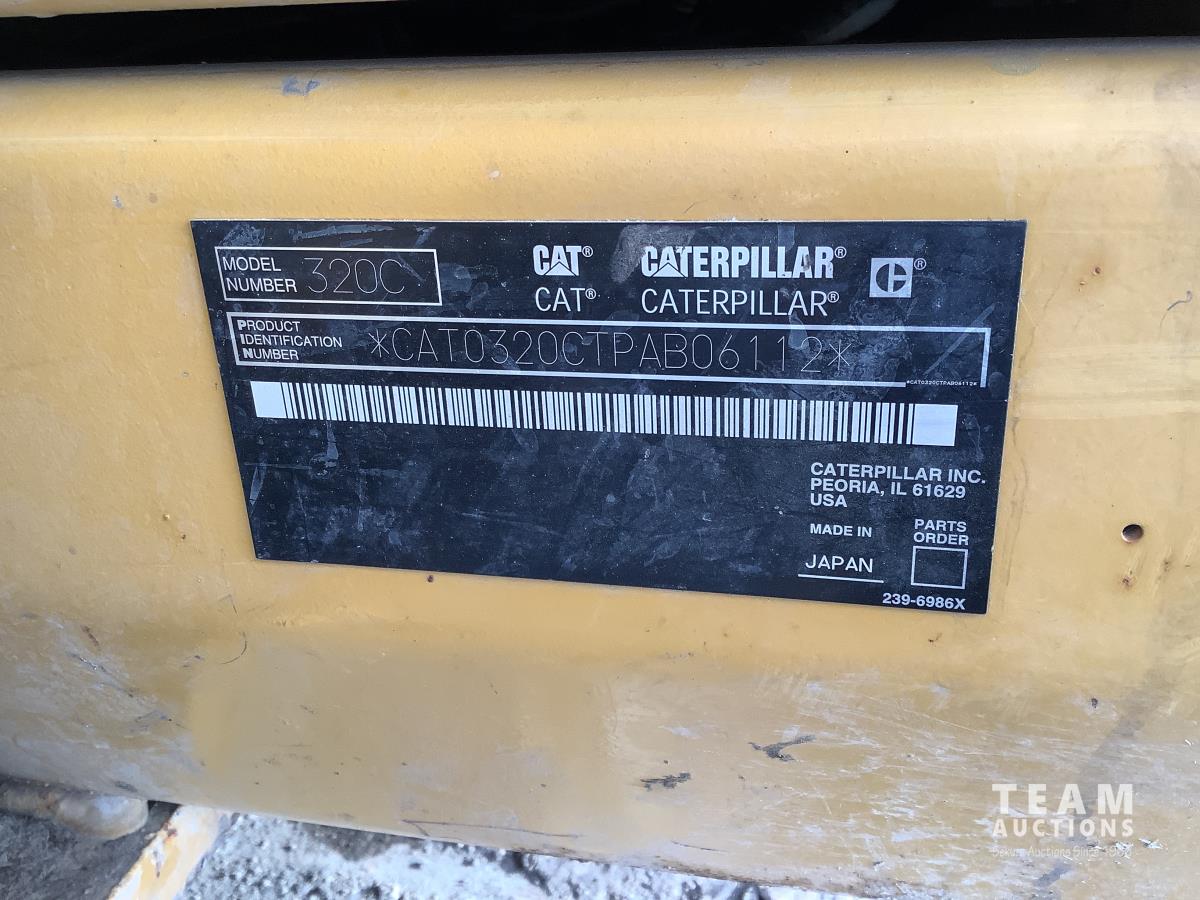 MODEL NUMBER 320C
CAT® CATERPILLAR® C®
CAT® CATERPILLAR®
PRODUCT IDENTIFICATION NUMBER *CAT0320CTPAB06112*
*CAT0320CTPAB06112*
CATERPILLAR INC.
PEORIA, IL 61629
USA
MADE IN
JAPAN
PARTS
ORDER
239-6986X
TEAM
AUCTIONS